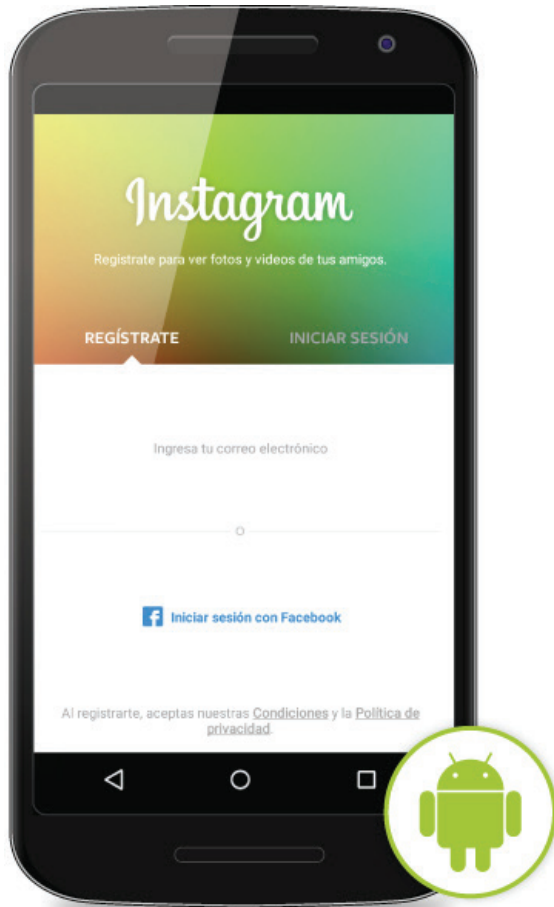 Instagram
Regístrate para ver fotos y videos de tus amigos.
REGÍSTRATE INICIAR SESIÓN
Ingresa tu correo electrónico
O
Iniciar sesión con Facebook
Al registrarte, aceptas nuestras Condiciones y la Política de
privacidad.